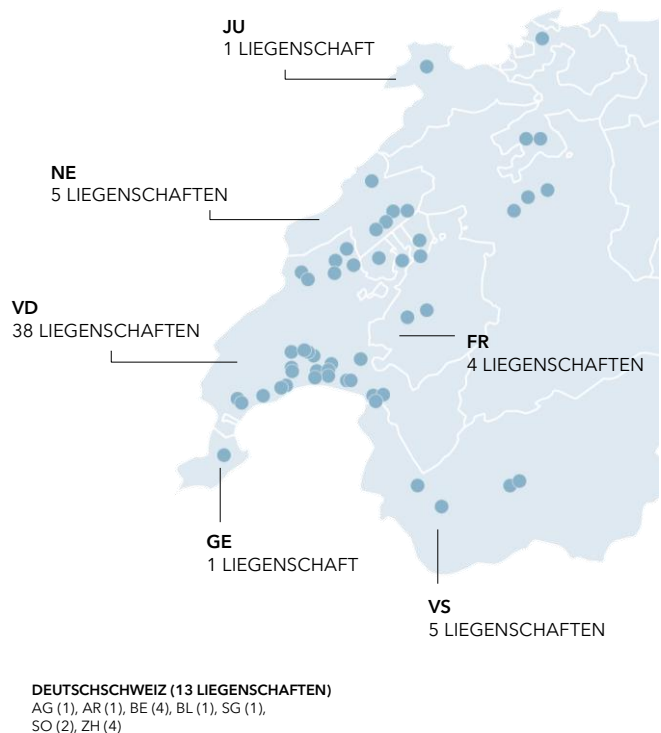 JU
1 LIEGENSCHAFT
NE
5 LIEGENSCHAFTEN
VD
38 LIEGENSCHAFTEN
FR
4 LIEGENSCHAFTEN
GE
1 LIEGENSCHAFT
VS
5 LIEGENSCHAFTEN
DEUTSCHSCHWEIZ (13 LIEGENSCHAFTEN)
AG (1), AR (1), BE (4), BL (1), SG (1),
SO (2), ZH (4)